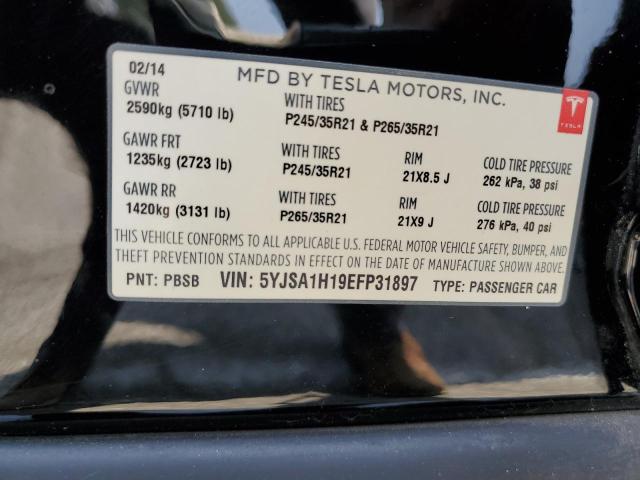 02/14
MFD BY TESLA MOTORS, INC.
GVWR
2590kg (5710 lb)
WITH TIRES
P245/35R21 & P265/35R21
TESLA
GAWR FRT
1235kg (2723 lb)
WITH TIRES
P245/35R21
RIM
21X8.5 J
COLD TIRE PRESSURE
262 kPa, 38 psi
GAWR RR
1420kg (3131 lb)
WITH TIRES
P265/35R21
RIM
21X9 J
COLD TIRE PRESSURE
276 kPa, 40 psi
THIS VEHICLE CONFORMS TO ALL APPLICABLE U.S. FEDERAL MOTOR VEHICLE SAFETY, BUMPER, AND
THEFT PREVENTION STANDARDS IN EFFECT ON THE DATE OF MANUFACTURE SHOWN ABOVE.
PNT: PBSB VIN: 5YJSA1H19EFP31897 TYPE: PASSENGER CAR